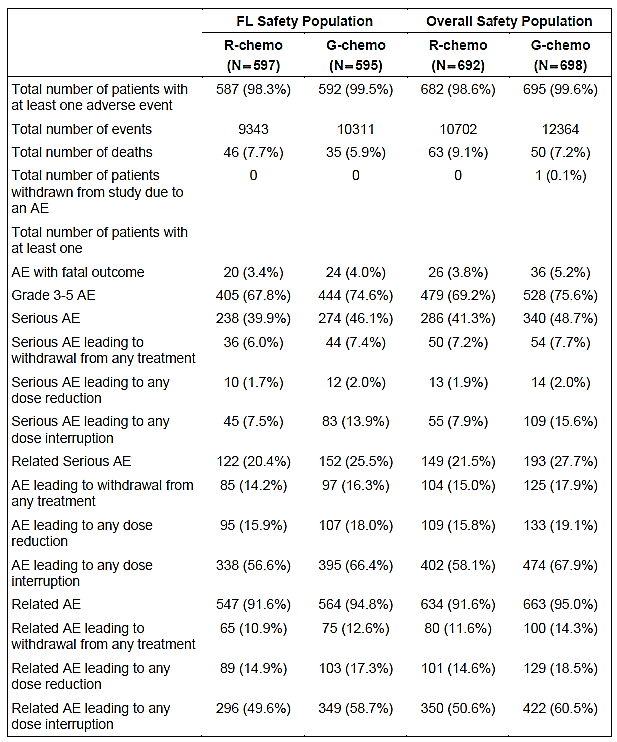 FL Safety Population Overall Safety Population
R-chemo G-chemo R-chemo G-chemo
(N=597) (N=595) (N=692) (N=698)
Total number of patients with 587 (98.3%) 592 (99.5%) 682 (98.6%) 695 (99.6%)
at least one adverse event
Total number of events 9343 10311 10702 12364
Total number of deaths 46 (7.7%) 35 (5.9%) 63 (9.1%) 50 (7.2%)
Total number of patients 0 0 0 1 (0.1%)
withdrawn from study due to
an AE
Total number of patients with
at least one
AE with fatal outcome 20 (3.4%) 24 (4.0%) 26 (3.8%) 36 (5.2%)
Grade 3-5 AE 405 (67.8%) 444 (74.6%) 479 (69.2%) 528 (75.6%)
Serious AE 238 (39.9%) 274 (46.1%) 286 (41.3%) 340 (48.7%)
Serious AE leading to 36 (6.0%) 44 (7.4%) 50 (7.2%) 54 (7.7%)
withdrawal from any treatment
Serious AE leading to any 10 (1.7%) 12 (2.0%) 13 (1.9%) 14 (2.0%)
dose reduction
Serious AE leading to any 45 (7.5%) 83 (13.9%) 55 (7.9%) 109 (15.6%)
dose interruption
Related Serious AE 122 (20.4%) 152 (25.5%) 149 (21.5%) 193 (27.7%)
AE leading to withdrawal from 85 (14.2%) 97 (16.3%) 104 (15.0%) 125 (17.9%)
any treatment
AE leading to any dose 95 (15.9%) 107 (18.0%) 109 (15.8%) 133 (19.1%)
reduction
AE leading to any dose 338 (56.6%) 395 (66.4%) 402 (58.1%) 474 (67.9%)
interruption
Related AE 547 (91.6%) 564 (94.8%) 634 (91.6%) 663 (95.0%)
Related AE leading to 65 (10.9%) 75 (12.6%) 80 (11.6%) 100 (14.3%)
withdrawal from any treatment
Related AE leading to any 89 (14.9%) 103 (17.3%) 101 (14.6%) 129 (18.5%)
dose reduction
Related AE leading to any 296 (49.6%) 349 (58.7%) 350 (50.6%) 422 (60.5%)
dose interruption